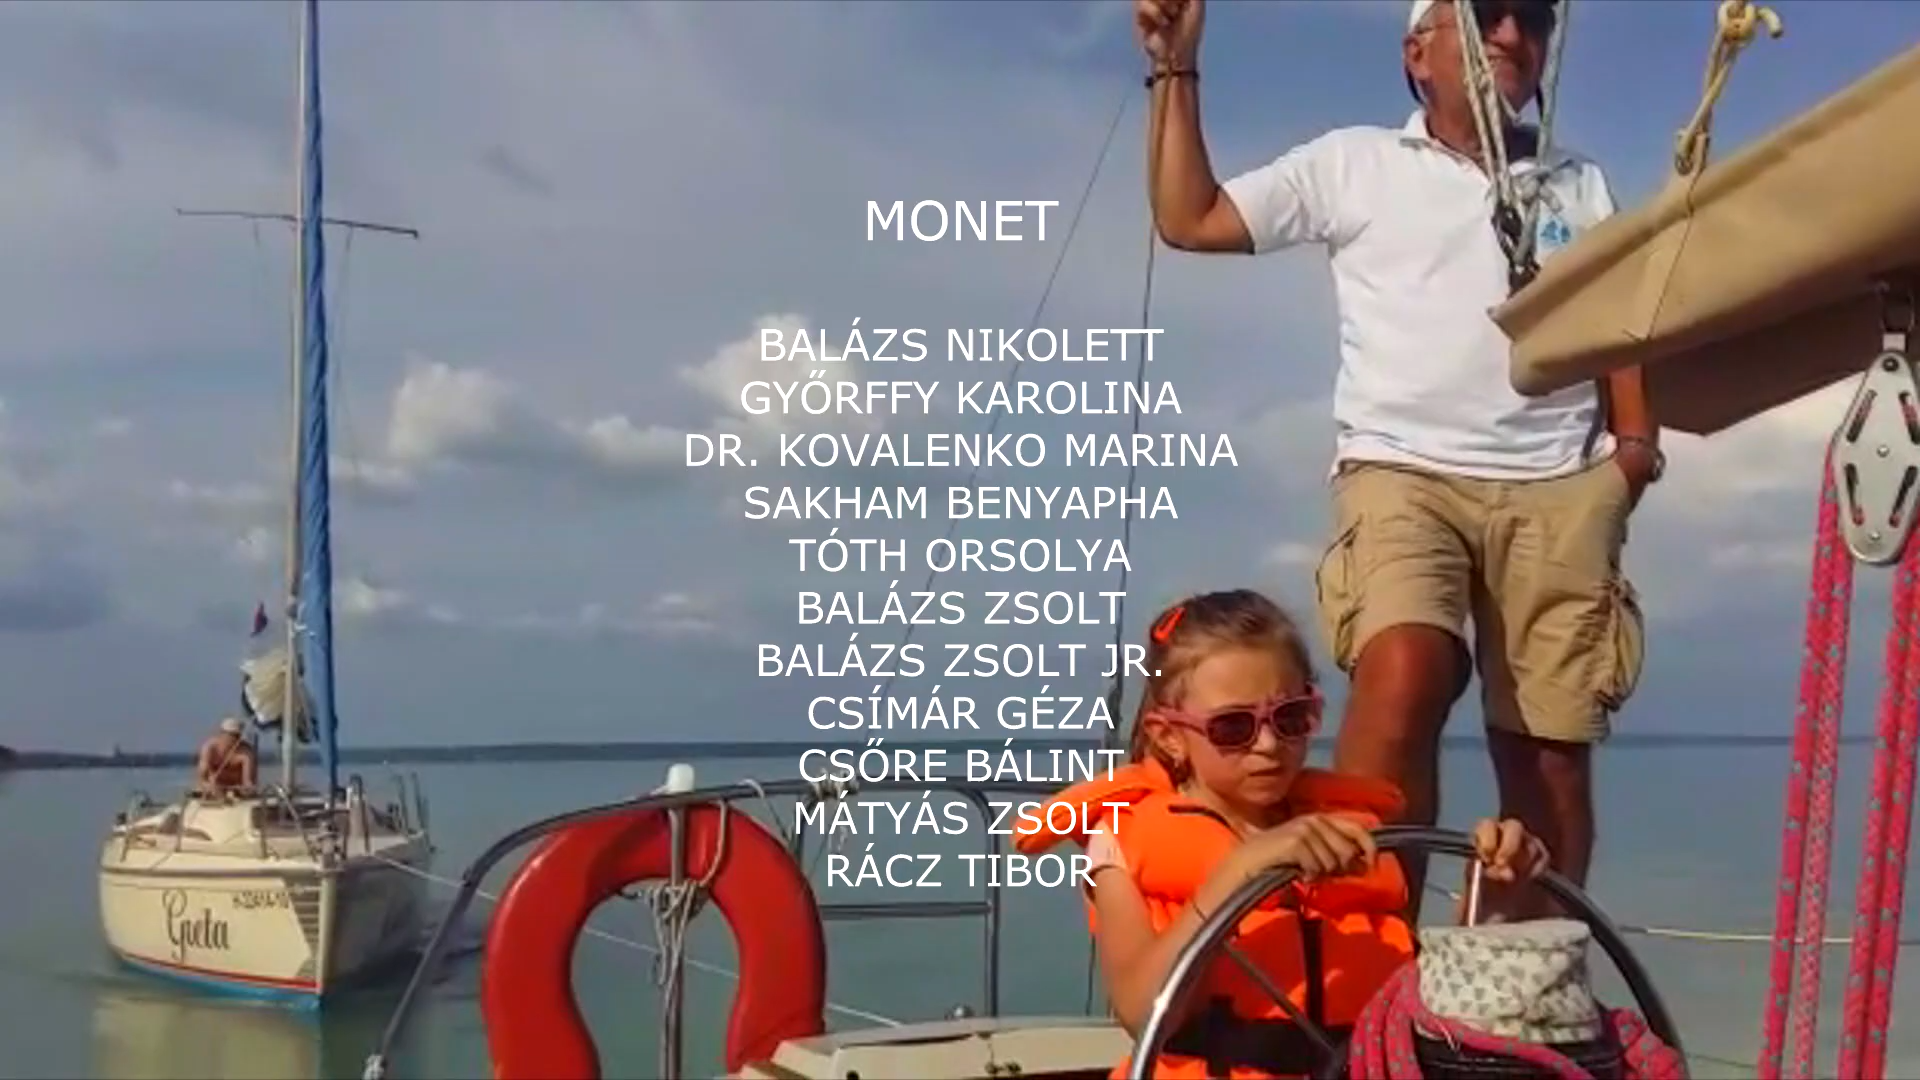 MONET
BALÁZS NIKOLETT
GYŐRFFY KAROLINA
DR. KOVALENKO MARINA
SAKHAM BENYAPHA
TÓTH ORSOLYA
BALÁZS ZSOLT
BALÁZS ZSOLT JR.
CSÍMÁR GÉZA
CSŐRE BÁLINT
MÁTYÁS ZSOLT
RÁCZ TIBOR
Greta